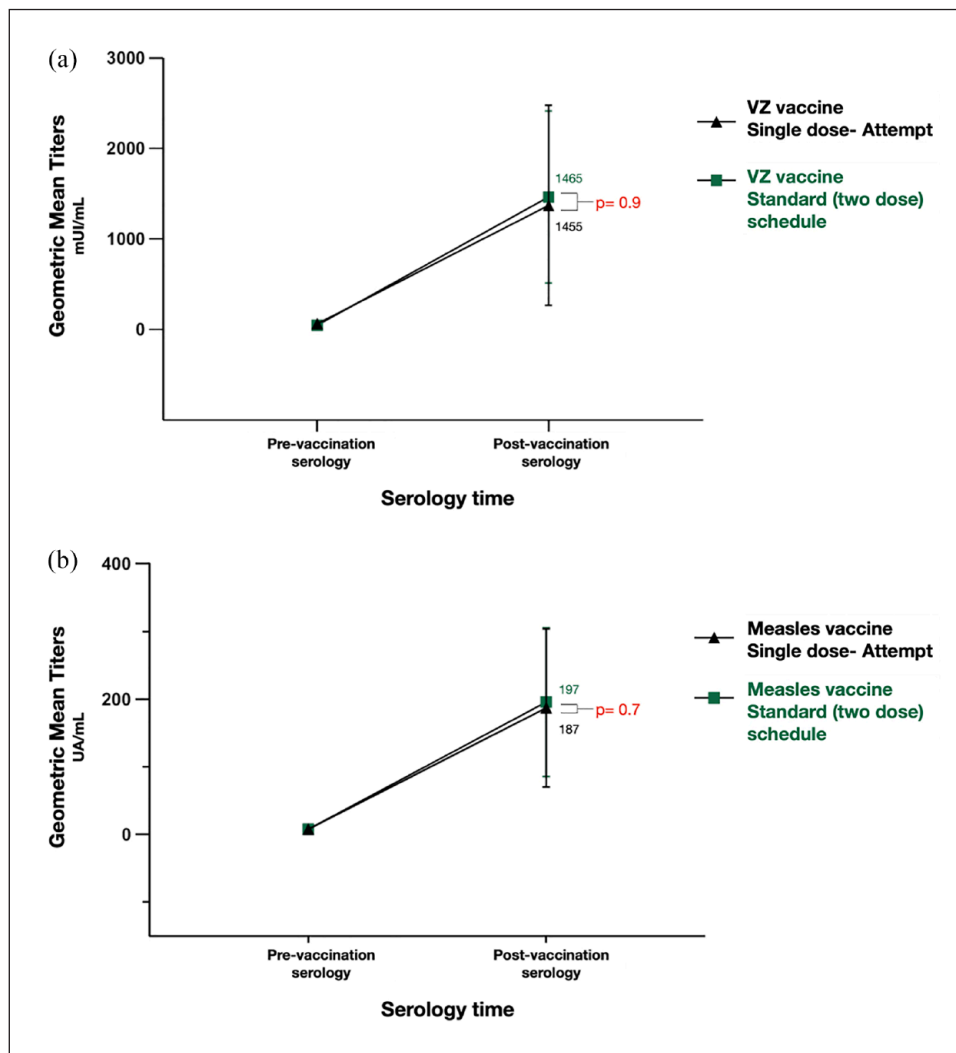 (a)
3000
2000
1000
0
Geometric Mean Titers
mUI/mL
1465
p= 0.9
1455
Pre-vaccination
serology
Post-vaccination
serology
Serology time
VZ vaccine
Single dose- Attempt
VZ vaccine
Standard (two dose)
schedule
(b)
400
200
0
Geometric Mean Titers
UA/mL
197
p= 0.7
187
Pre-vaccination
serology
Post-vaccination
serology
Serology time
Measles vaccine
Single dose- Attempt
Measles vaccine
Standard (two dose)
schedule